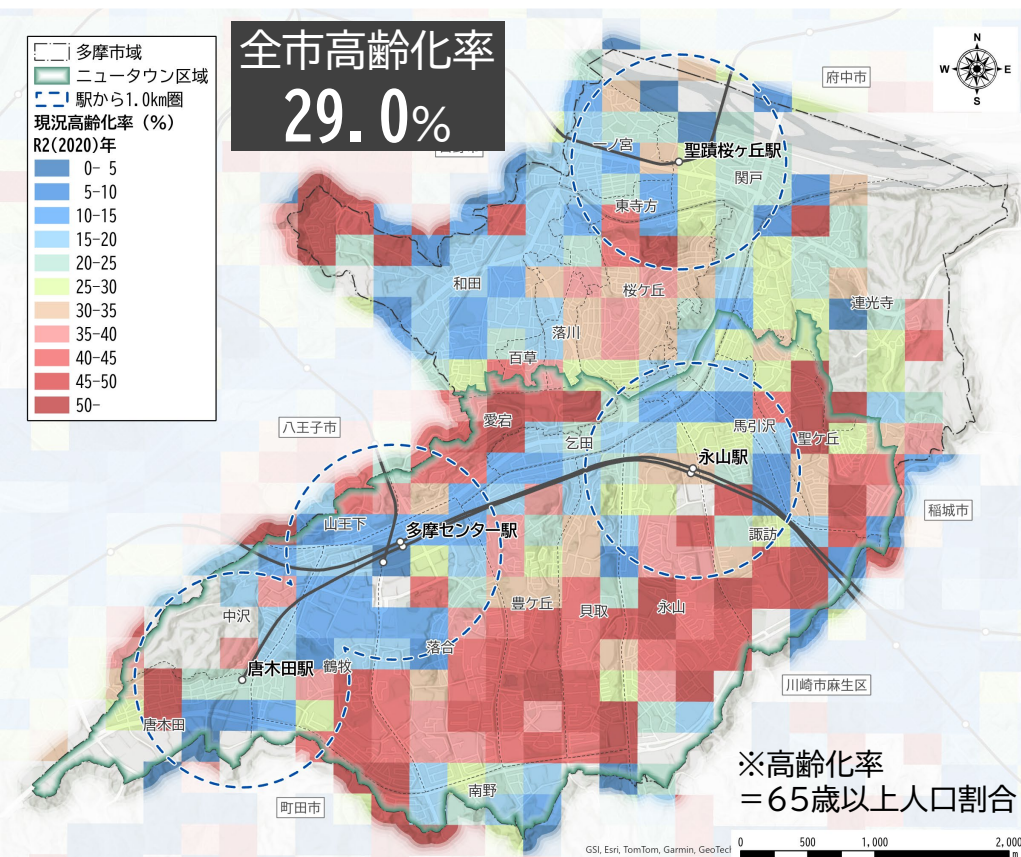 全市高齢化率
29.0%
多摩市域
ニュータウン区域
駅から1.0km圏
現況高齢化率（%）
R2(2020)年
0- 5
5-10
10-15
15-20
20-25
25-30
30-35
35-40
40-45
45-50
50-
N
W
E
S
府中市
一ノ宮
聖蹟桜ヶ丘駅
関戸
東寺方
和田
桜ケ丘
連光寺
落川
百草
愛宕
八王子市
乞田
馬引沢
聖ケ丘
永山駅
稲城市
山王下
多摩センター駅
諏訪
中沢
豊ケ丘
貝取
永山
落合
唐木田駅
鶴牧
川崎市麻生区
唐木田
南野
町田市
※高齢化率
＝65歳以上人口割合
GSI, Esri, TomTom, Garmin, GeoTec
0 500 1,000 2,000
m